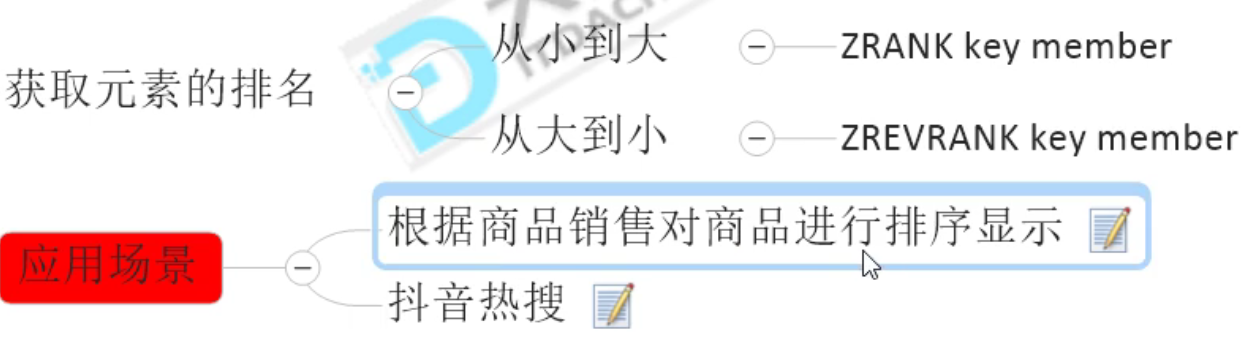 获取元素的排名
从小到大
ZRANK key member
从大到小
ZREVRANK key member
应用场景
根据商品销售对商品进行排序显示
抖音热搜